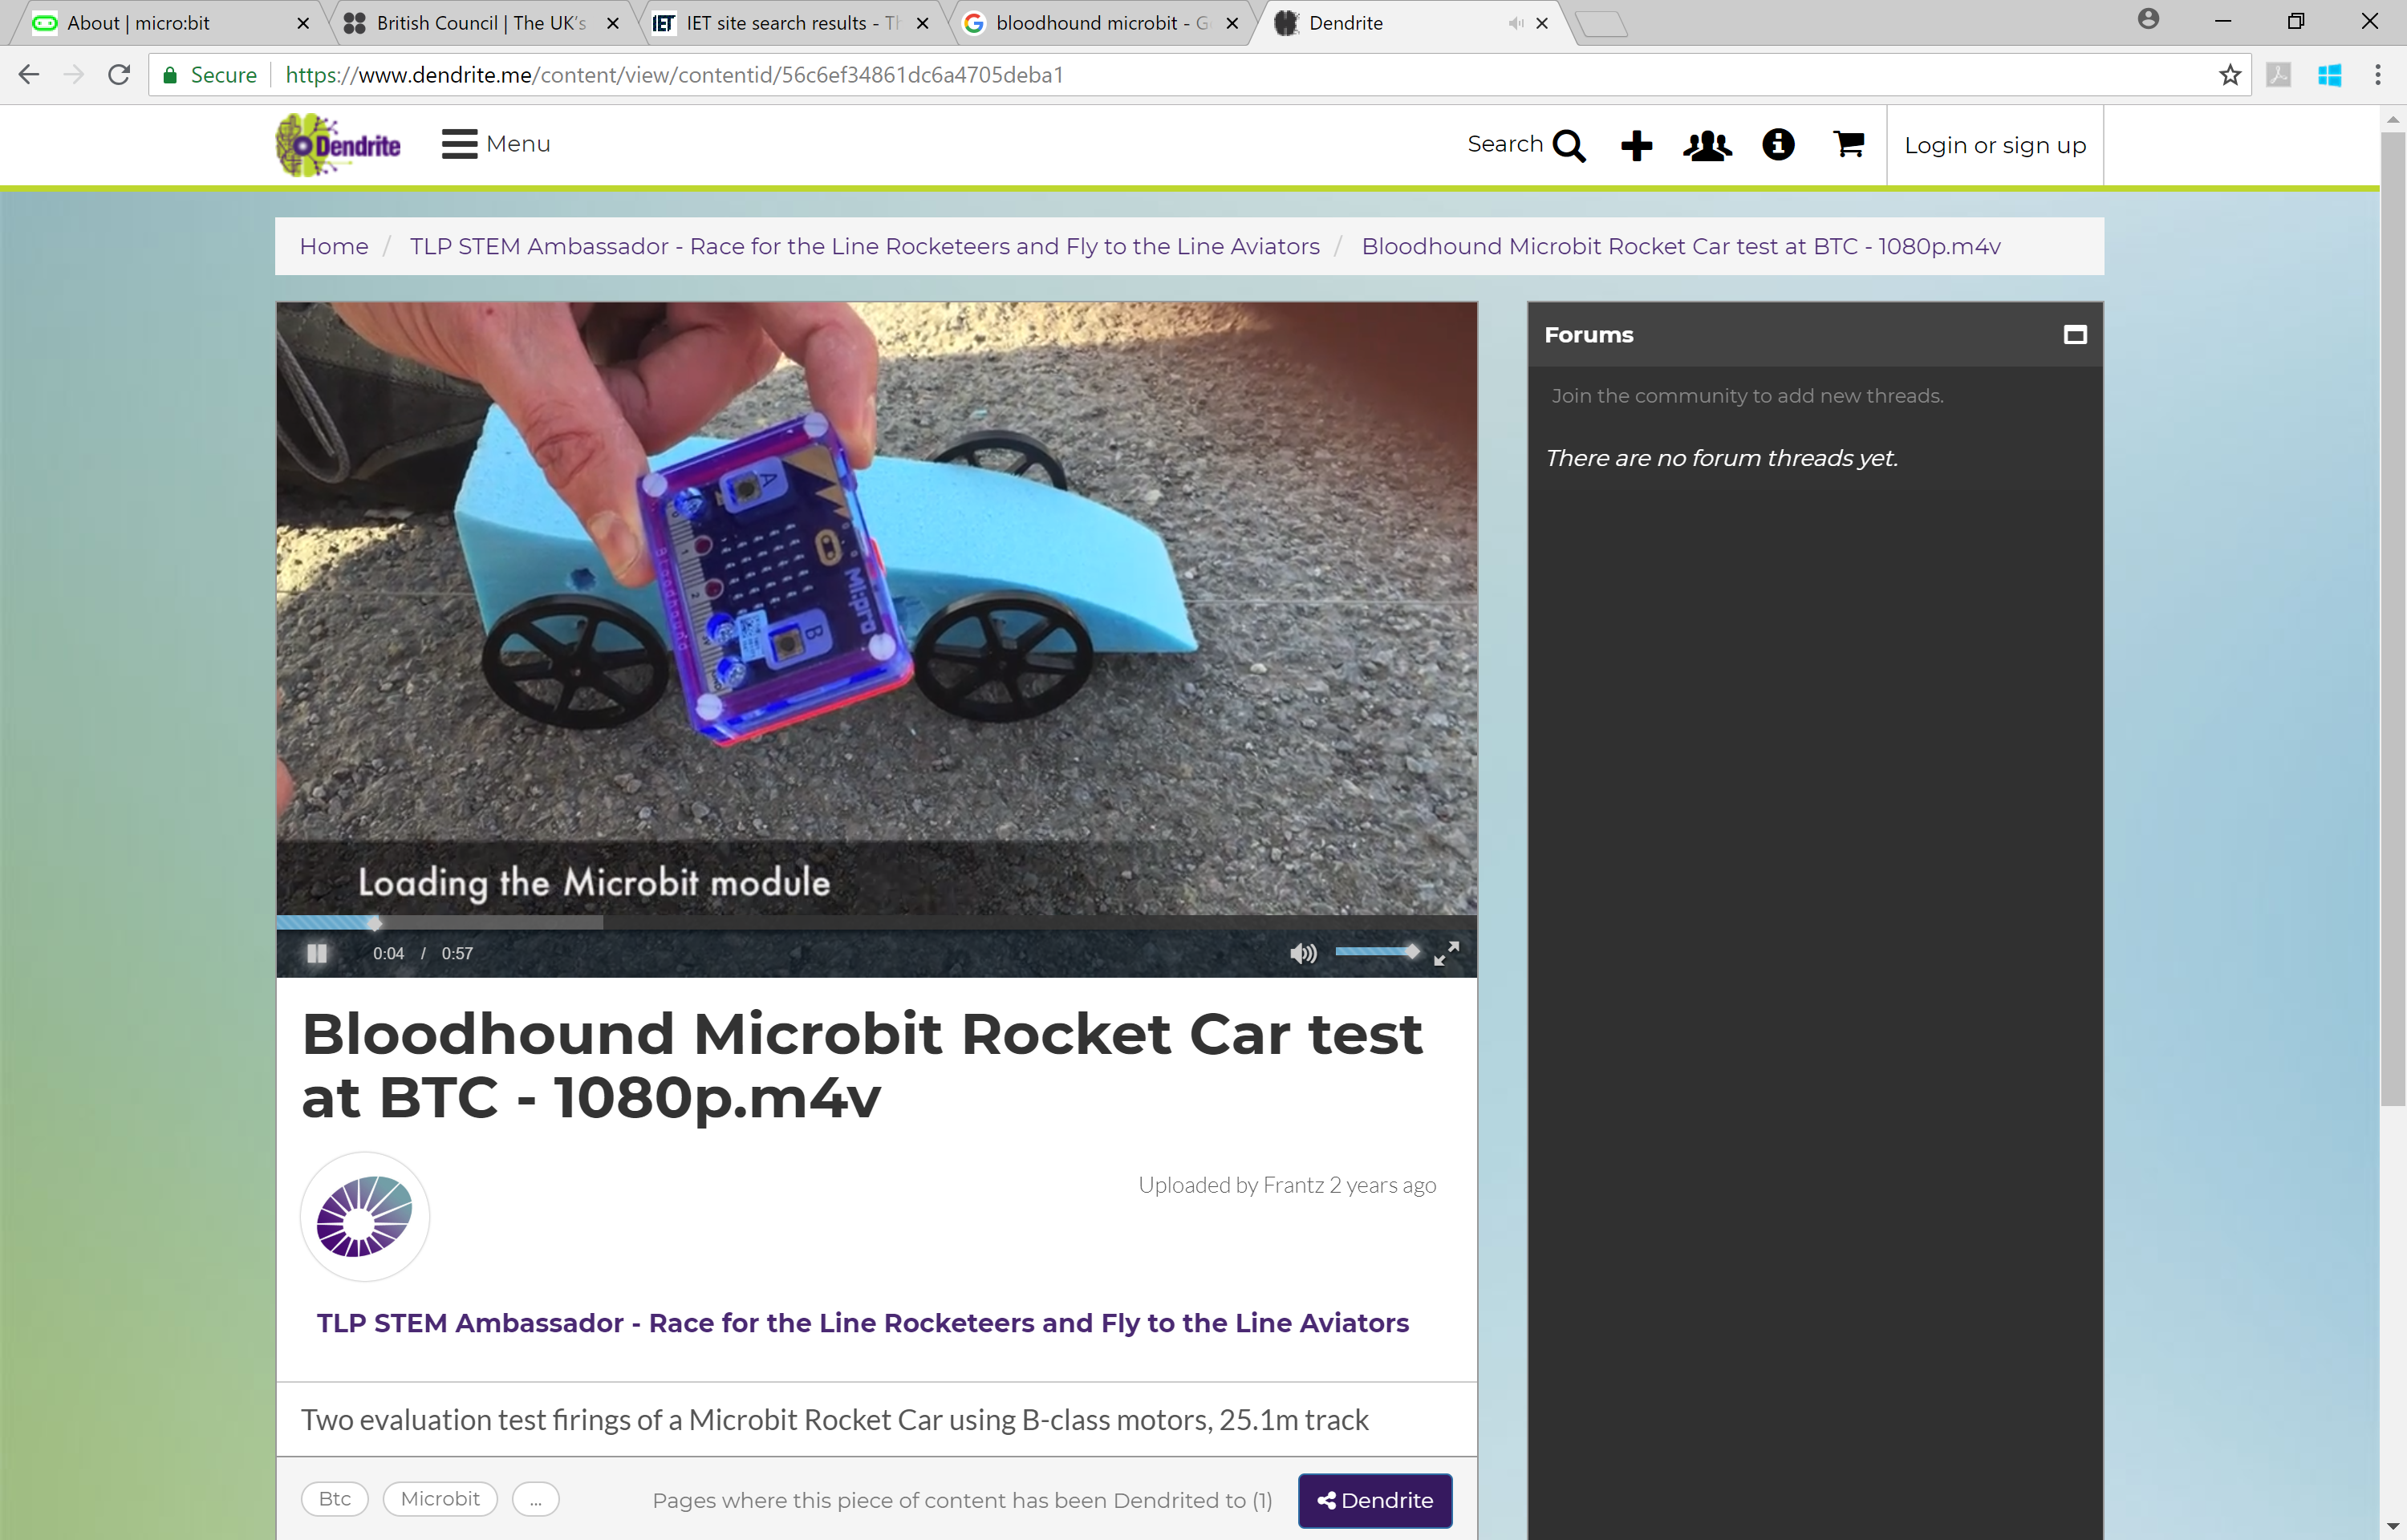 About | micro:bit
British Council | The UK's
IET
IET site search results - Th
bloodhound microbit - G
Dendrite
Secure
https://www.dendrite.me/content/view/contentid/56c6ef34861dc6a4705deba1
Dendrite
Menu
Search
Login or sign up
Home / TLP STEM Ambassador - Race for the Line Rocketeers and Fly to the Line Aviators / Bloodhound Microbit Rocket Car test at BTC - 1080p.m4v
A
MI:pro
B
Loading the Microbit module
0:04 / 0:57
Forums
Join the community to add new threads.
There are no forum threads yet.
Bloodhound Microbit Rocket Car test
at BTC - 1080p.m4v
Uploaded by Frantz 2 years ago
TLP STEM Ambassador - Race for the Line Rocketeers and Fly to the Line Aviators
Two evaluation test firings of a Microbit Rocket Car using B-class motors, 25.1m track
Btc
Microbit
...
Pages where this piece of content has been Dendrited to (1)
Dendrite